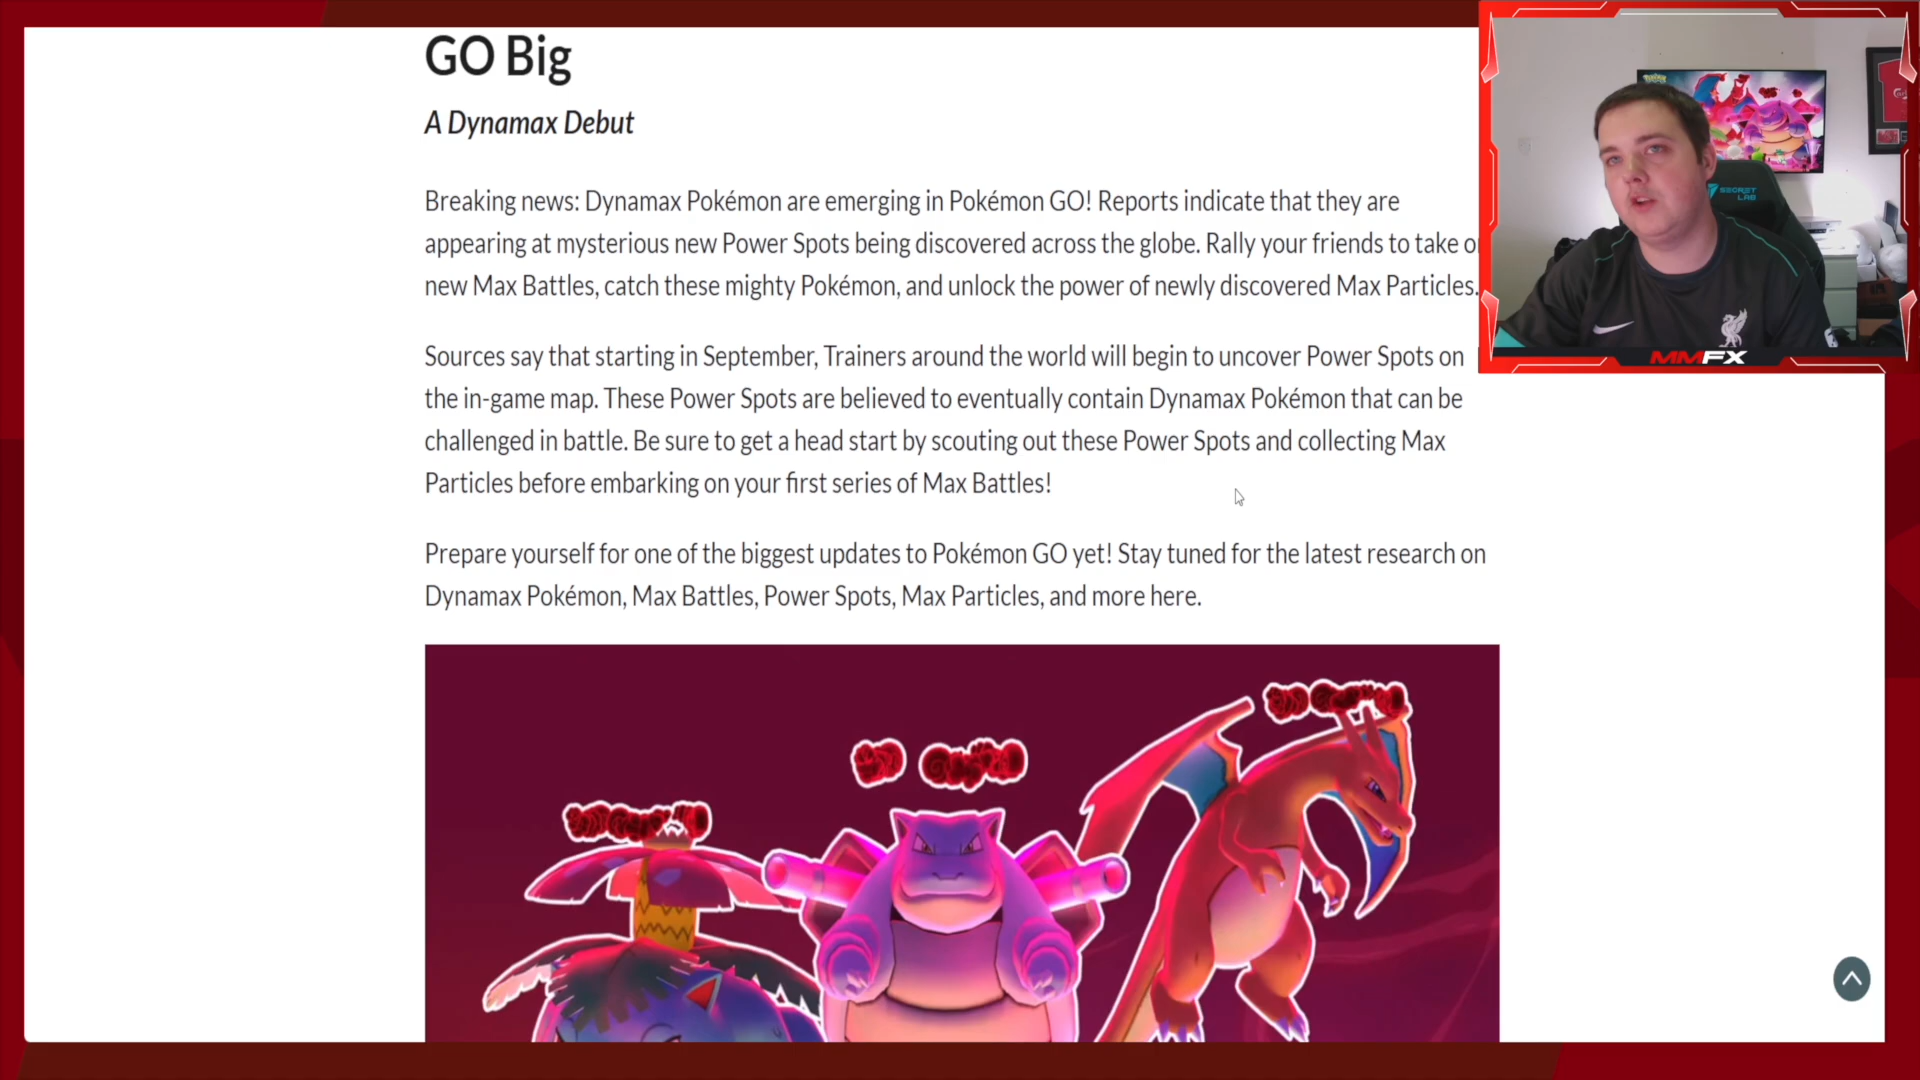 GO Big
A Dynamax Debut
Breaking news: Dynamax Pokémon are emerging in Pokémon GO! Reports indicate that they are
appearing at mysterious new Power Spots being discovered across the globe. Rally your friends to take
new Max Battles, catch these mighty Pokémon, and unlock the power of newly discovered Max Particles.
Sources say that starting in September, Trainers around the world will begin to uncover Power Spots on
the in-game map. These Power Spots are believed to eventually contain Dynamax Pokémon that can be
challenged in battle. Be sure to get a head start by scouting out these Power Spots and collecting Max
Particles before embarking on your first series of Max Battles!
Prepare yourself for one of the biggest updates to Pokémon GO yet! Stay tuned for the latest research on
Dynamax Pokémon, Max Battles, Power Spots, Max Particles, and more here.
SECRET
LAB
MMFX